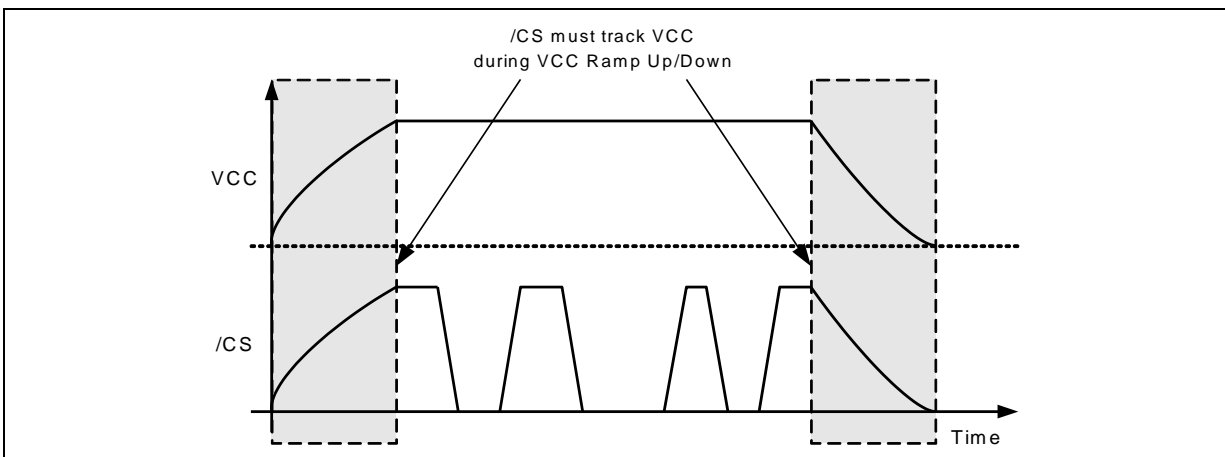 /CS must track VCC
during VCC Ramp Up/Down
VCC
/CS
Time